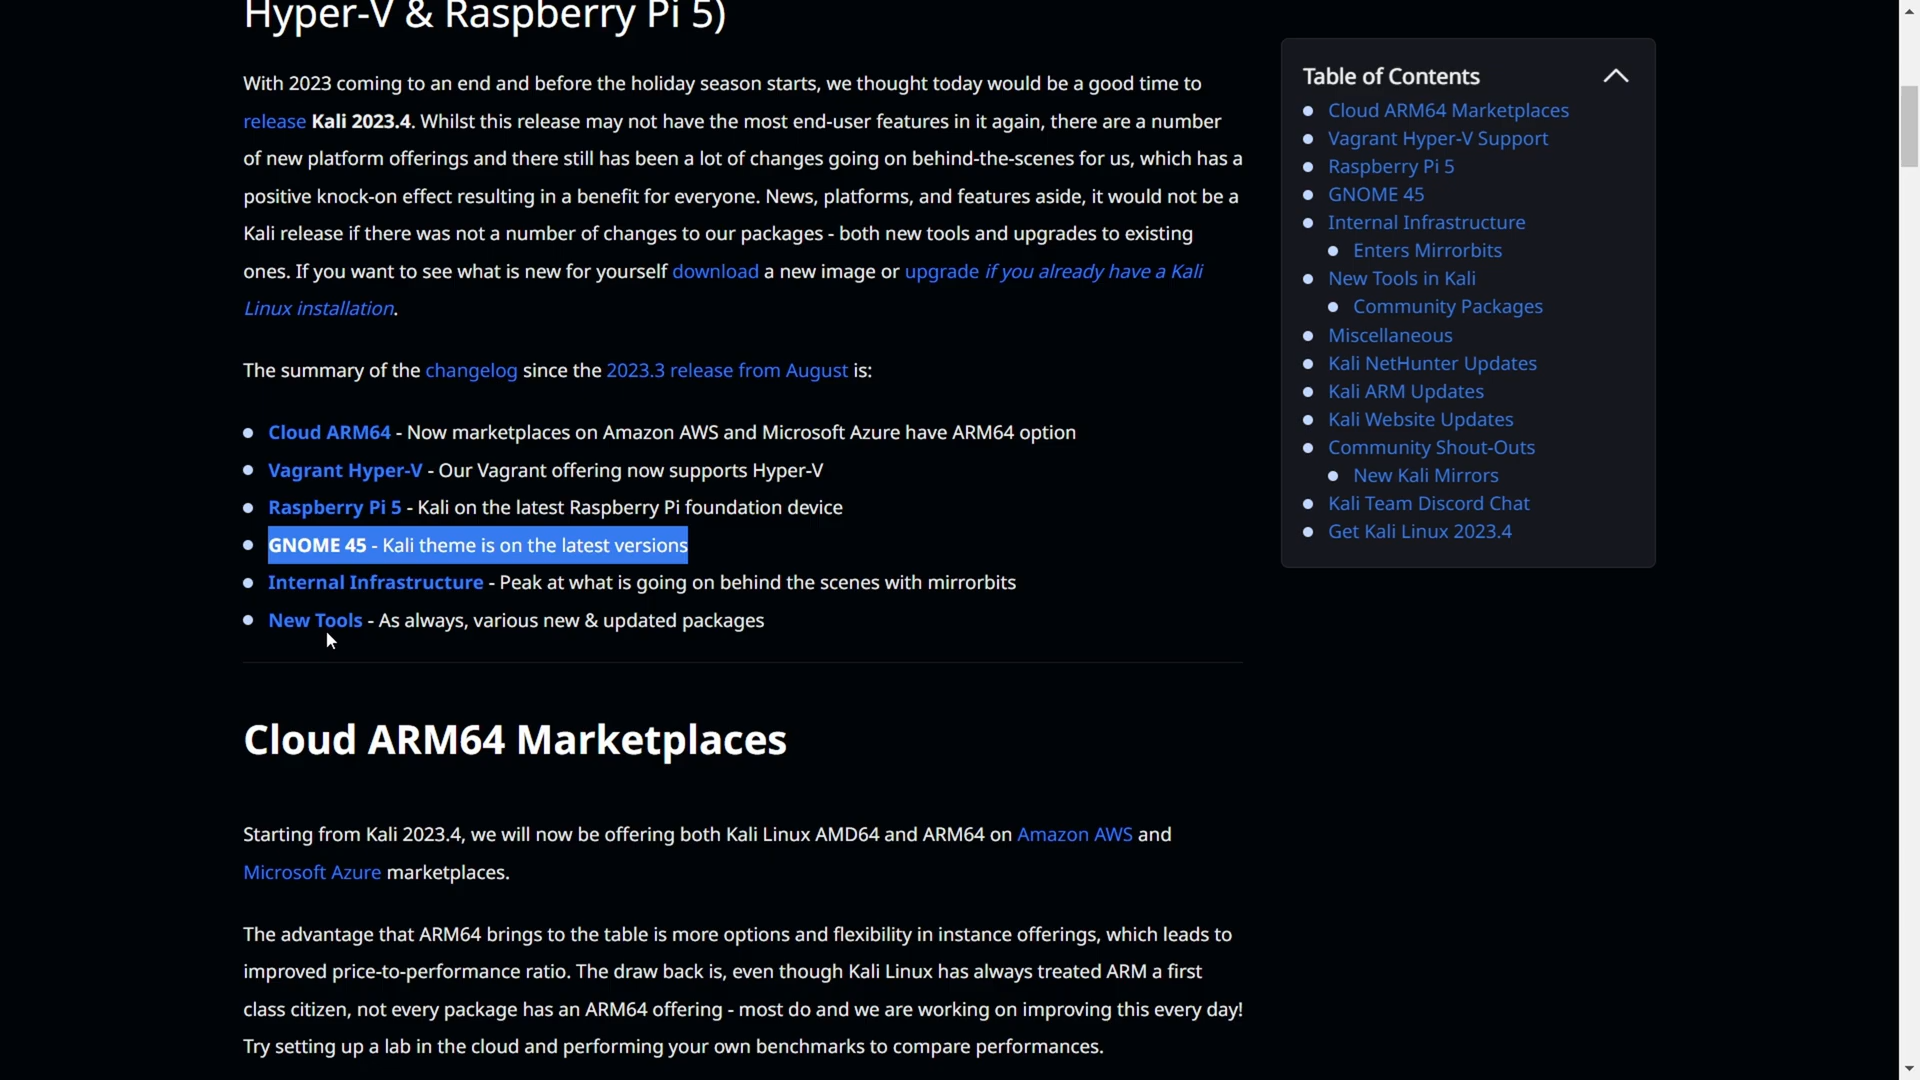 Hyper-V & Raspberry Pi 5)
With 2023 coming to an end and before the holiday season starts, we thought today would be a good time to
release Kali 2023.4. Whilst this release may not have the most end-user features in it again, there are a number
of new platform offerings and there still has been a lot of changes going on behind-the-scenes for us, which has a
positive knock-on effect resulting in a benefit for everyone. News, platforms, and features aside, it would not be a
Kali release if there was not a number of changes to our packages - both new tools and upgrades to existing
ones. If you want to see what is new for yourself download a new image or upgrade if you already have a Kali
Linux installation.
The summary of the changelog since the 2023.3 release from August is:
Cloud ARM64 - Now marketplaces on Amazon AWS and Microsoft Azure have ARM64 option
Vagrant Hyper-V - Our Vagrant offering now supports Hyper-V
Raspberry Pi 5 - Kali on the latest Raspberry Pi foundation device
GNOME 45 - Kali theme is on the latest versions
Internal Infrastructure - Peak at what is going on behind the scenes with mirrorbits
New Tools - As always, various new & updated packages
Cloud ARM64 Marketplaces
Starting from Kali 2023.4, we will now be offering both Kali Linux AMD64 and ARM64 on Amazon AWS and
Microsoft Azure marketplaces.
The advantage that ARM64 brings to the table is more options and flexibility in instance offerings, which leads to
improved price-to-performance ratio. The draw back is, even though Kali Linux has always treated ARM a first
class citizen, not every package has an ARM64 offering - most do and we are working on improving this every day!
Try setting up a lab in the cloud and performing your own benchmarks to compare performances.
Table of Contents
Cloud ARM64 Marketplaces
Vagrant Hyper-V Support
Raspberry Pi 5
GNOME 45
Internal Infrastructure
Enters Mirrorbits
New Tools in Kali
Community Packages
Miscellaneous
Kali NetHunter Updates
Kali ARM Updates
Kali Website Updates
Community Shout-Outs
New Kali Mirrors
Kali Team Discord Chat
Get Kali Linux 2023.4